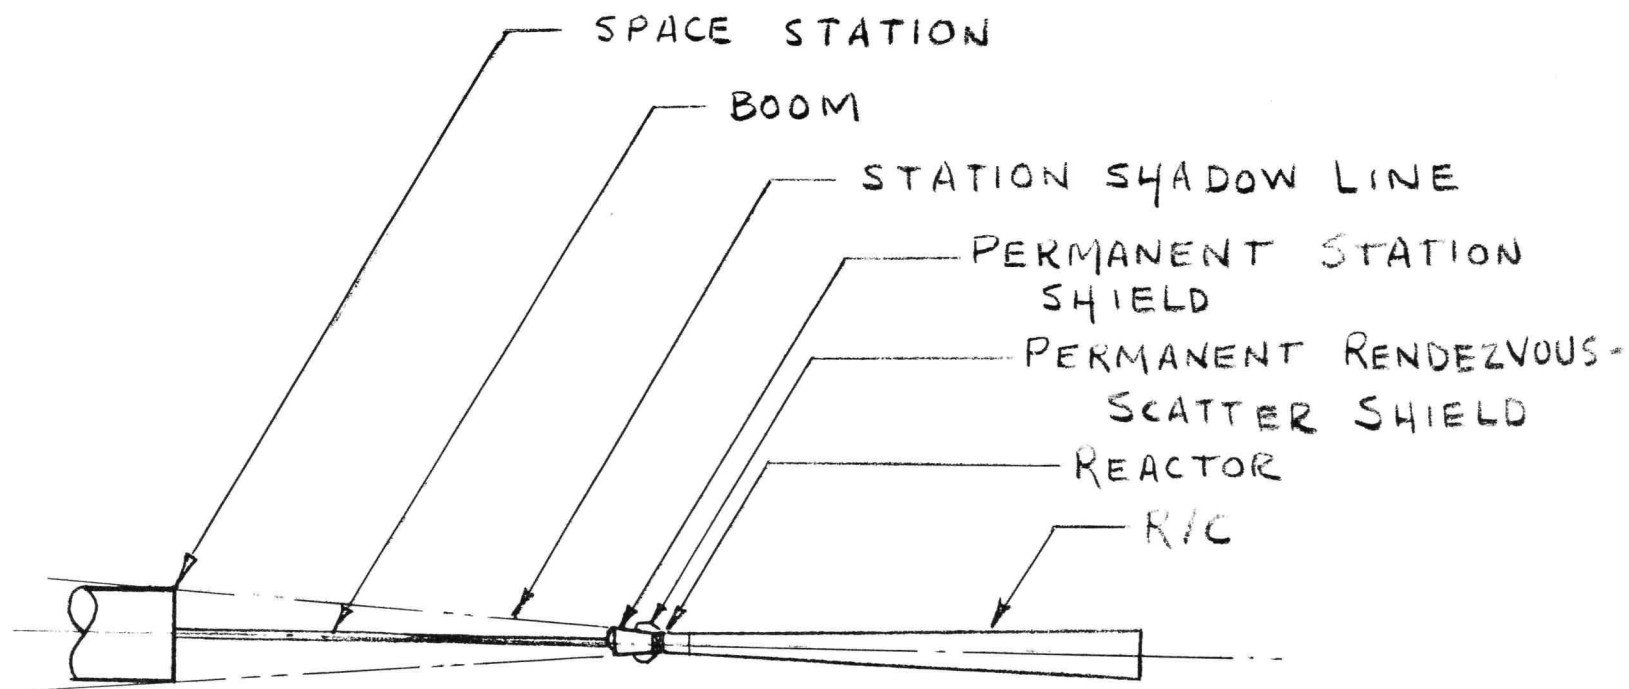 SPACE STATION
BOOM
STATION SHADOW LINE
PERMANENT STATION
SHIELD
PERMANENT RENDEZVOUS-
SCATTER SHIELD
REACTOR
R/C